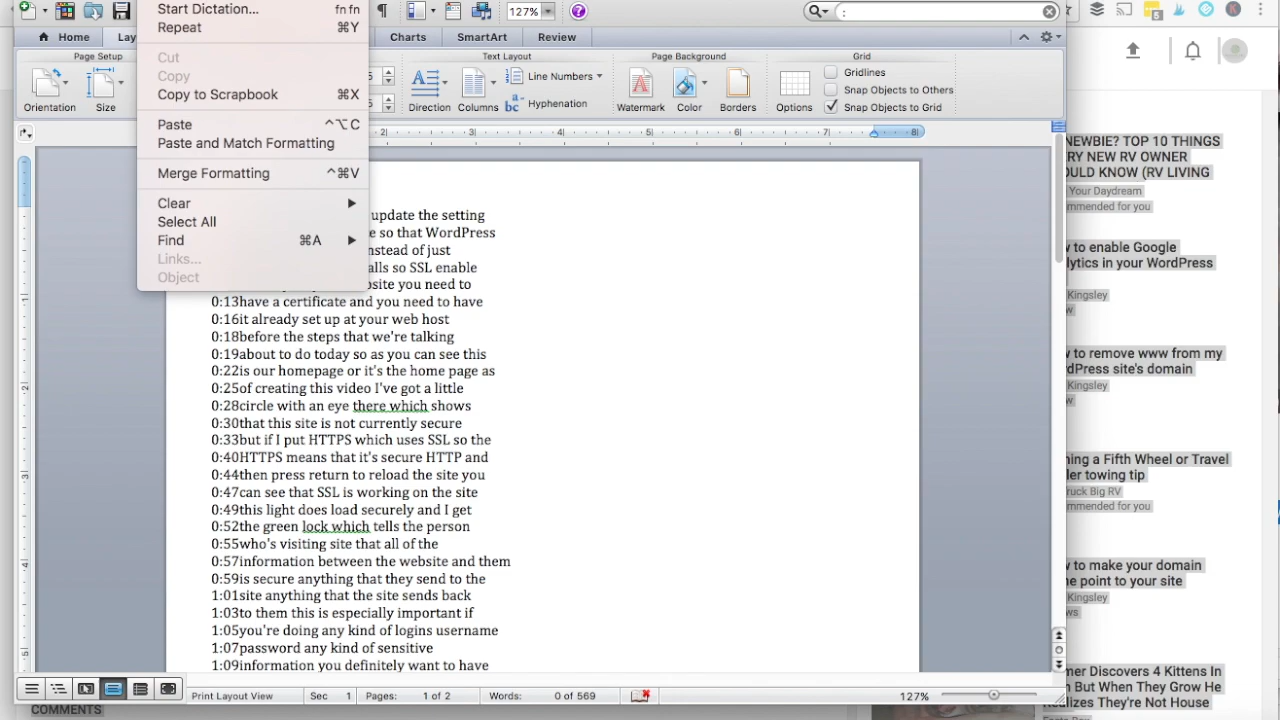 Start Dictation... fn fn
Repeat ⌘Y
Cut
Copy
Copy to Scrapbook ⌘X
Paste ^⌥C
Paste and Match Formatting
Merge Formatting ^⌘V
Clear
Select All
Find ⌘A
Links...
Object
127%
:
Home
Charts
SmartArt
Review
Page Setup
Text Layout
Page Background
Grid
Orientation
Size
Direction
Columns
Line Numbers
Hyphenation
Watermark
Color
Borders
Options
Gridlines
Snap Objects to Others
Snap Objects to Grid
update the setting
so that WordPress
instead of just
so SSL enable
you need to
0:13have a certificate and you need to have
0:16it already set up at your web host
0:18before the steps that we're talking
0:19about to do today so as you can see this
0:22is our homepage or it's the home page as
0:25of creating this video I've got a little
0:28circle with an eye there which shows
0:30that this site is not currently secure
0:33but if I put HTTPS which uses SSL so the
0:40HTTPS means that it's secure HTTP and
0:44then press return to reload the site you
0:47can see that SSL is working on the site
0:49this light does load securely and I get
0:52the green lock which tells the person
0:55who's visiting site that all of the
0:57information between the website and them
0:59is secure anything that they send to the
1:01site anything that the site sends back
1:03to them this is especially important if
1:05you're doing any kind of logins username
1:07password any kind of sensitive
1:09information you definitely want to have
Print Layout View
Sec 1
Pages: 1 of 2
Words: 0 of 569
127%
COMMENTS
5
NEWBIE? TOP 10 THINGS
RY NEW RV OWNER
OULD KNOW (RV LIVING
Your Daydream
mmended for you
w to enable Google
lytics in your WordPress
Kingsley
w to remove www from my
rdPress site's domain
Kingsley
ing a Fifth Wheel or Travel
ler towing tip
ruck Big RV
ommended for you
w to make your domain
e point to your site
Kingsley
mer Discovers 4 Kittens In
n But When They Grow He
Realizes They're Not House